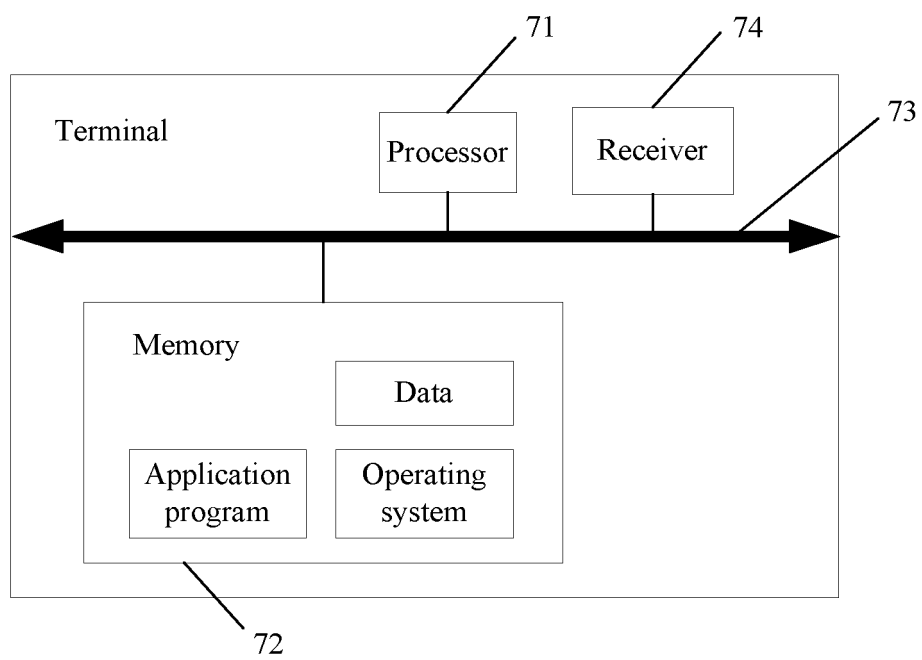 71
74
73
Terminal
Processor
Receiver
Memory
Data
Application
program
Operating
system
72